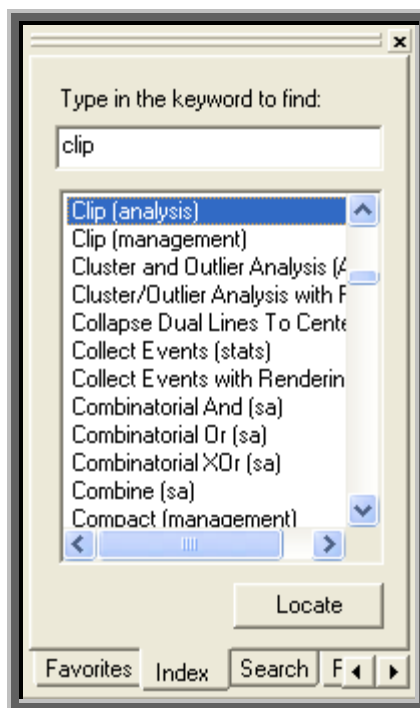 Type in the keyword to find:
clip
Clip (analysis)
Clip (management)
Cluster and Outlier Analysis (A
Cluster/Outlier Analysis with
Collapse Dual Lines To Cente
Collect Events (stats)
Collect Events with Renderin
Combinatorial And (sa)
Combinatorial Or (sa)
Combinatorial XOr (sa)
Combine (sa)
Compact (management)
Locate
Favorites Index Search